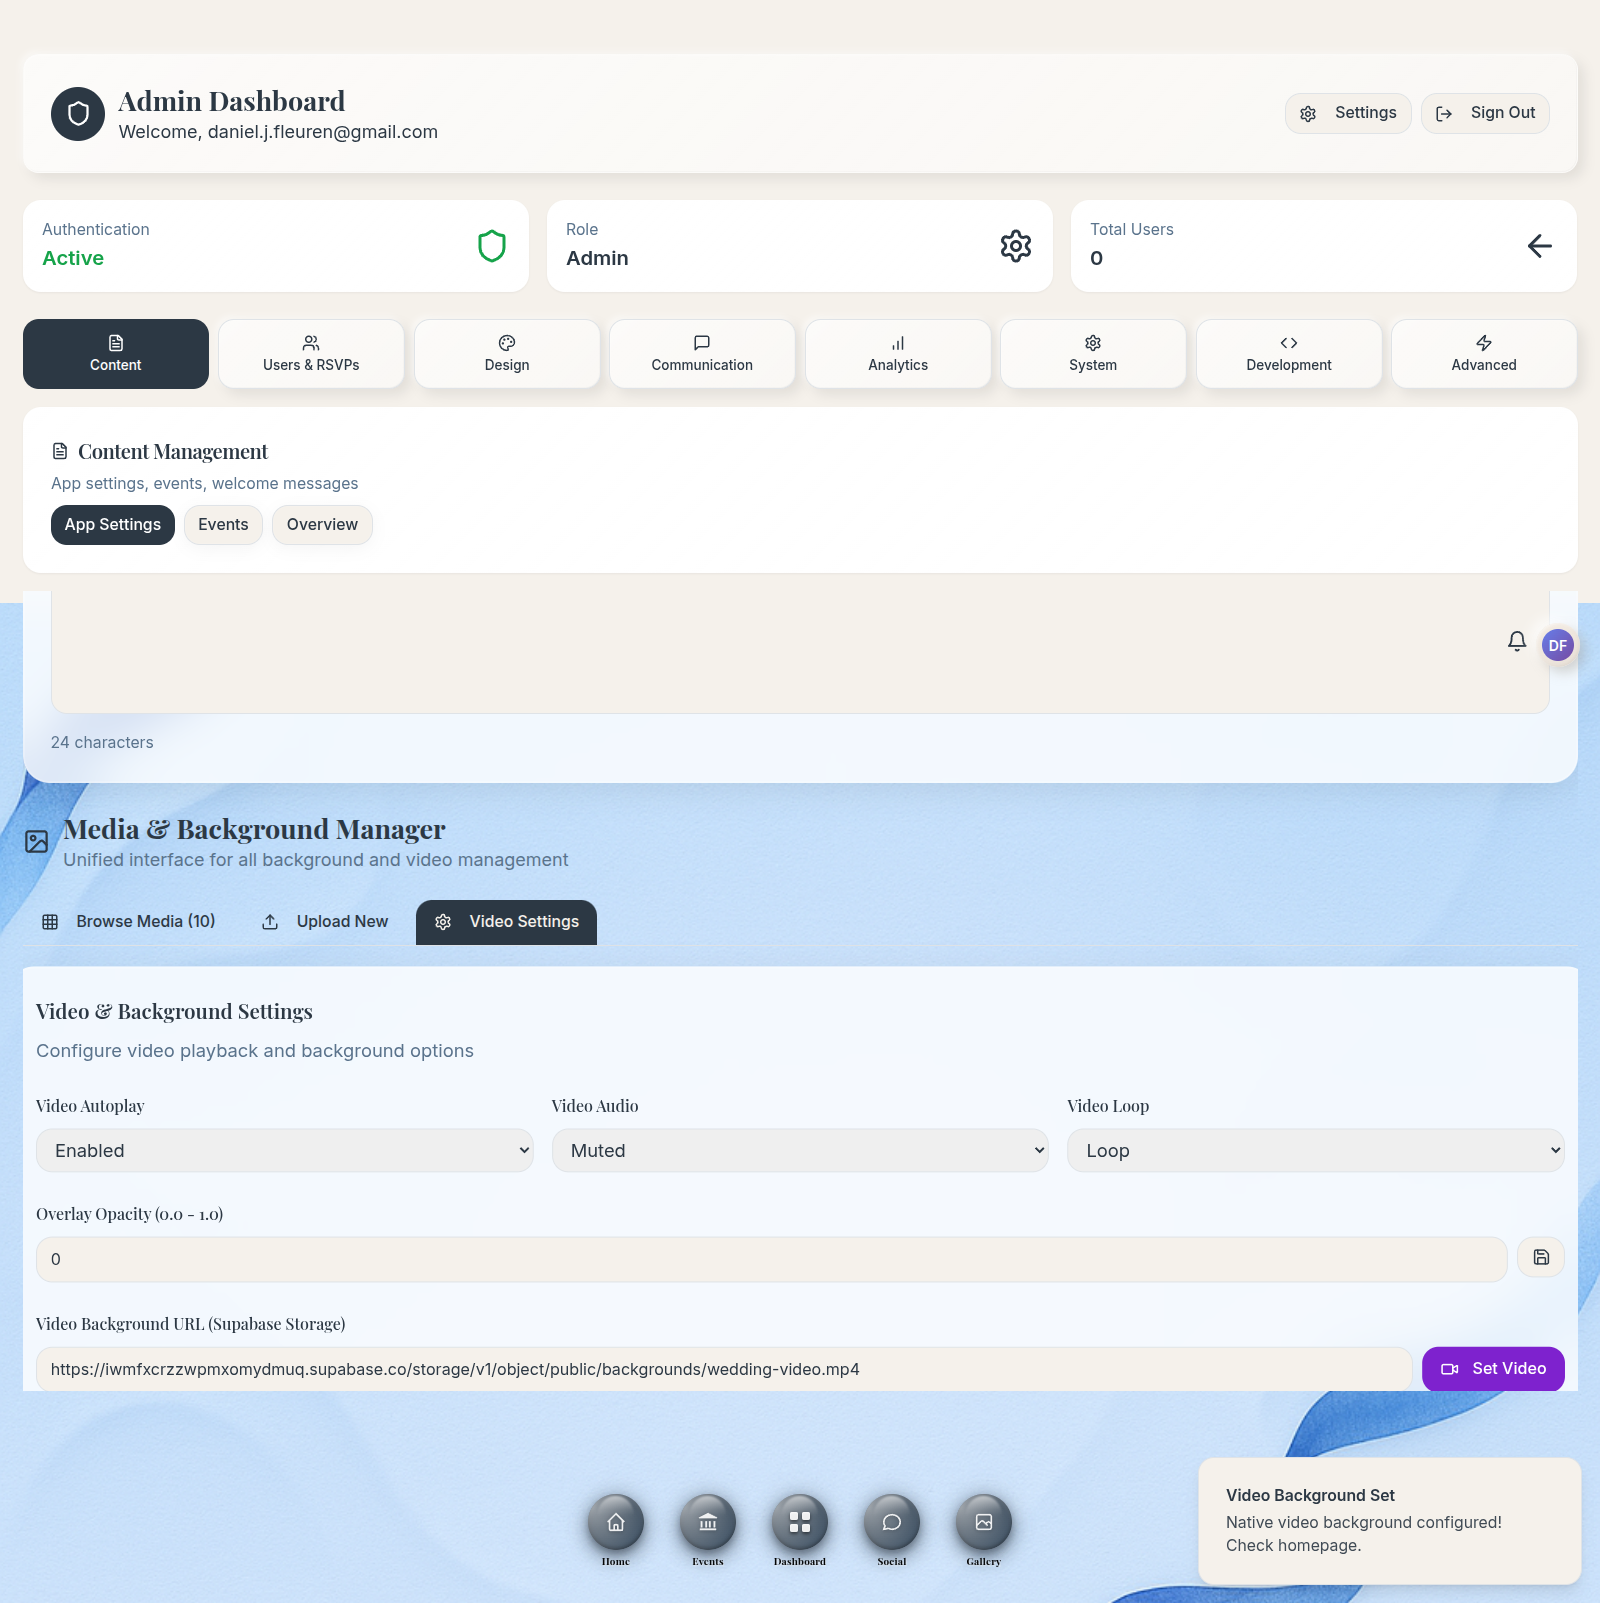 Admin Dashboard
Welcome, daniel.j.fleuren@gmail.com
Settings
Sign Out
Authentication
Active
Role
Admin
Total Users
0
Content
Users & RSVPs
Design
Communication
Analytics
System
Development
Advanced
Content Management
App settings, events, welcome messages
App Settings
Events
Overview
DF
24 characters
Media & Background Manager
Unified interface for all background and video management
Browse Media (10)
Upload New
Video Settings
Video & Background Settings
Configure video playback and background options
Video Autoplay
Video Audio
Video Loop
Enabled
Muted
Loop
Overlay Opacity (0.0 - 1.0)
0
Video Background URL (Supabase Storage)
https://iwmfxcrzzwpmxomydmuq.supabase.co/storage/v1/object/public/backgrounds/wedding-video.mp4
Set Video
Video Background Set
Native video background configured!
Check homepage.
Home
Events
Dashboard
Social
Gallery